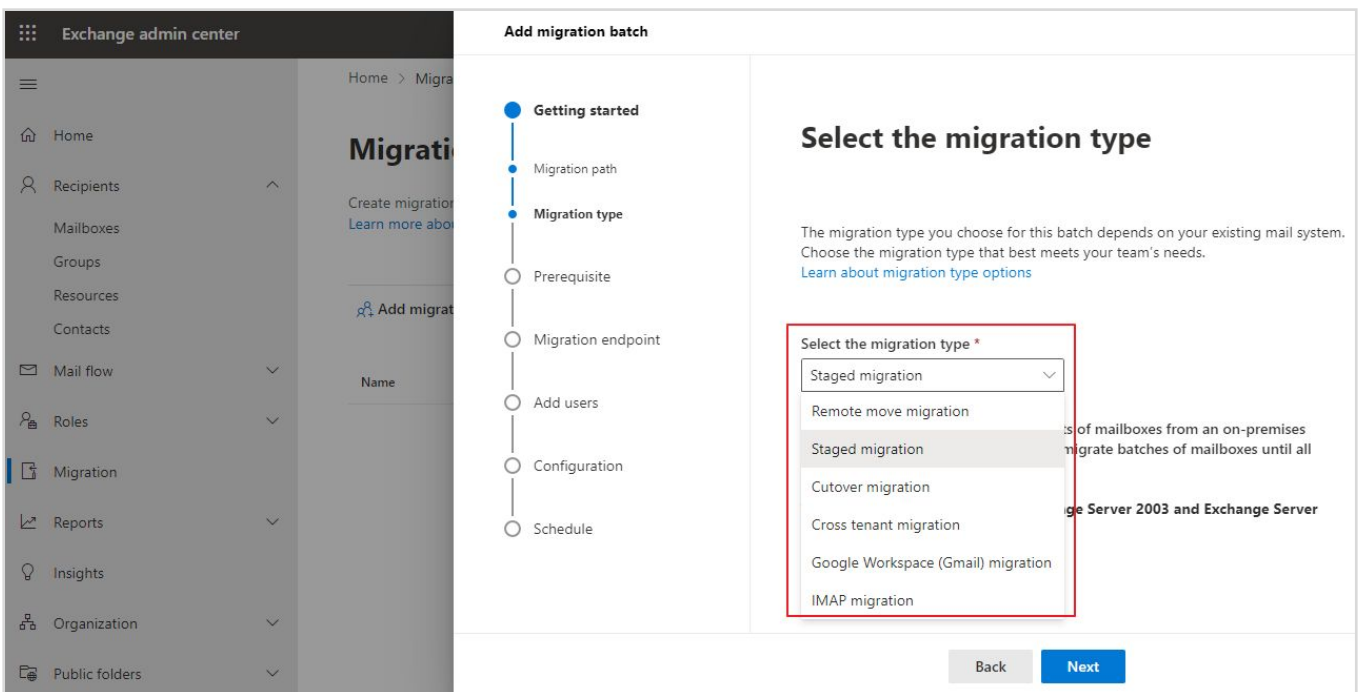 Exchange admin center
Home
Recipients
Mailboxes
Groups
Resources
Contacts
Mail flow
Roles
Migration
Reports
Insights
Organization
Public folders
Home > Migra
Migrati
Create migration
Learn more abou
Add migrat
Name
Add migration batch
Getting started
Migration path
Migration type
Prerequisite
Migration endpoint
Add users
Configuration
Schedule
Select the migration type
The migration type you choose for this batch depends on your existing mail system.
Choose the migration type that best meets your team's needs.
Learn about migration type options
Select the migration type *
Staged migration
Remote move migration
Staged migration
Cutover migration
Cross tenant migration
Google Workspace (Gmail) migration
IMAP migration
ts of mailboxes from an on-premises
migrate batches of mailboxes until all
ge Server 2003 and Exchange Server
Back
Next